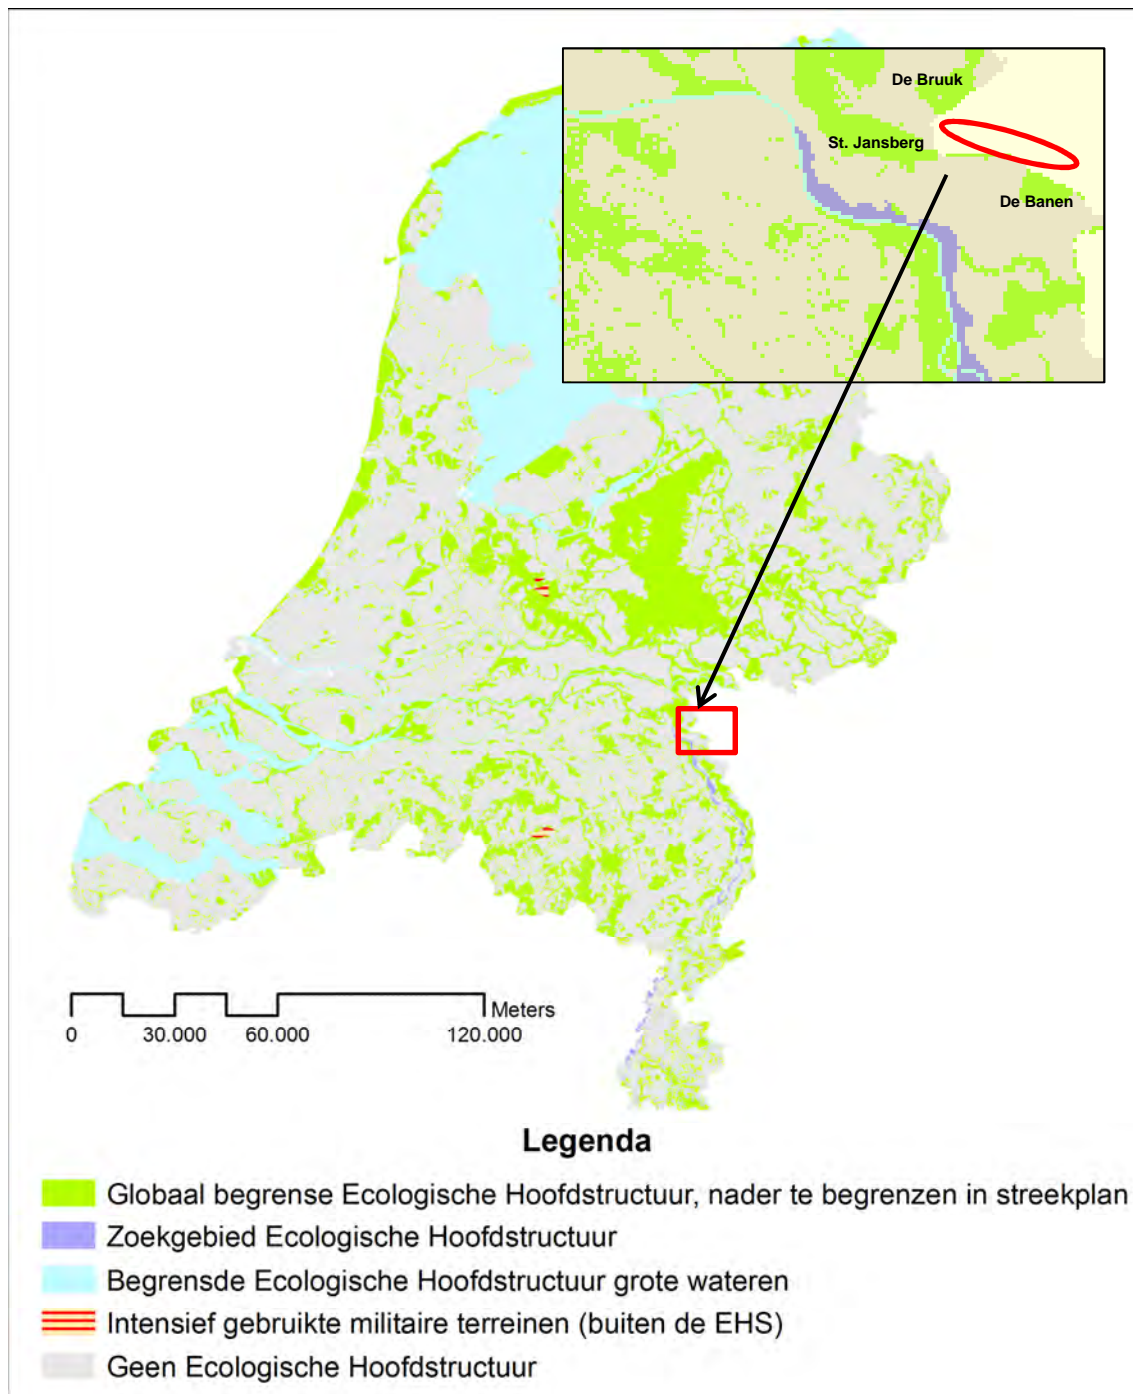 De Bruuk
St. Jansberg
De Banen
Meters
0 30.000 60.000 120.000
Legenda
Globaal begrense Ecologische Hoofdstructuur, nader te begrenzen in streekplan
Zoekgebied Ecologische Hoofdstructuur
Begrensde Ecologische Hoofdstructuur grote wateren
Intensief gebruikte militaire terreinen (buiten de EHS)
Geen Ecologische Hoofdstructuur